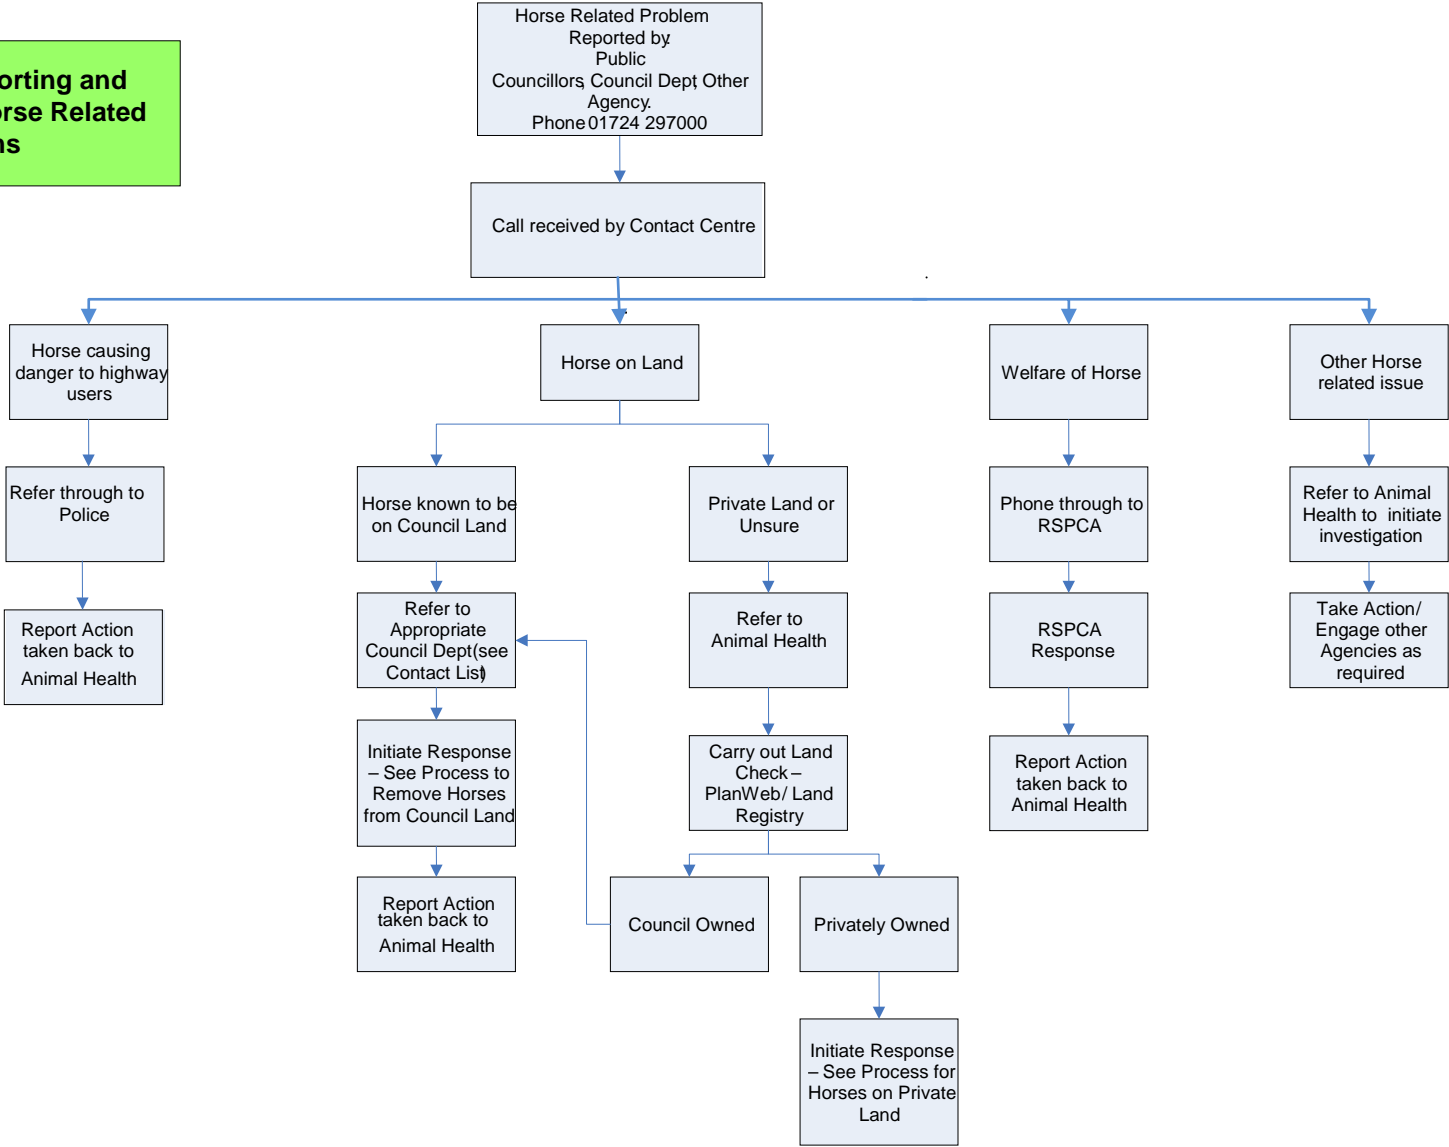 orting and
orse Related
ns
Horse Related Problem
Reported by:
Public
Councillors, Council Dept, Other
Agency.
Phone 01724 297000
Call received by Contact Centre
Horse causing
danger to highway
users
Horse on Land
Welfare of Horse
Other Horse
related issue
Refer through to
Police
Horse known to be
on Council Land
Private Land or
Unsure
Phone through to
RSPCA
Refer to Animal
Health to initiate
investigation
Report Action
taken back to
Animal Health
Refer to
Appropriate
Council Dept (see
Contact List)
Refer to
Animal Health
RSPCA
Response
Take Action/
Engage other
Agencies as
required
Initiate Response
– See Process to
Remove Horses
from Council Land
Carry out Land
Check –
PlanWeb/ Land
Registry
Report Action
taken back to
Animal Health
Report Action
taken back to
Animal Health
Council Owned
Privately Owned
Initiate Response
– See Process for
Horses on Private
Land